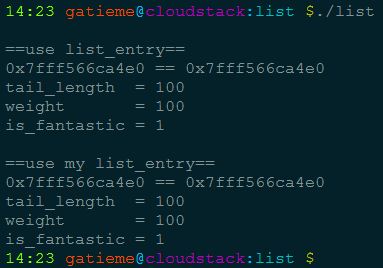 14:23 gatieme@cloudstack:list $./list
==use list_entry==
0x7fff566ca4e0 == 0x7fff566ca4e0
tail_length  = 100
weight       = 100
is_fantastic = 1
==use my list_entry==
0x7fff566ca4e0 == 0x7fff566ca4e0
tail_length  = 100
weight       = 100
is_fantastic = 1
14:23 gatieme@cloudstack:list $